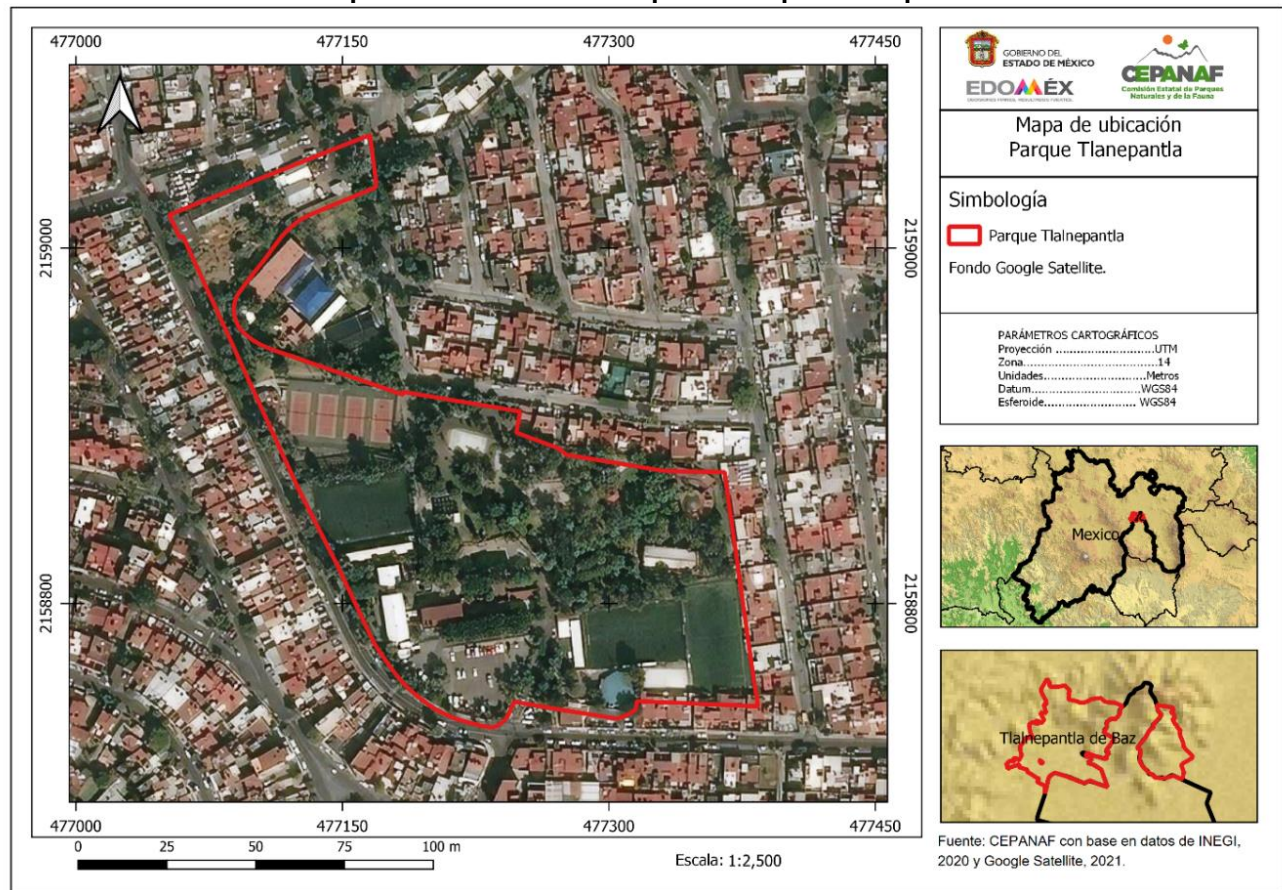 477000
477150
477300
477450
2159000
2159000
2158800
2158800
477000
477150
477300
477450
0
25
50
75
100 m
Escala: 1:2,500
GOBIERNO DEL
ESTADO DE MÉXICO
EDOMÉX
CEPANAF
Comisión Estatal de Parques
Naturales y de la Fauna
Mapa de ubicación
Parque Tlanepantla
Simbología
Parque Tlalnepantla
Fondo Google Satellite.
PARÁMETROS CARTOGRÁFICOS
Proyección ...........................UTM
Zona....................................14
Unidades..........................Metros
Datum.............................WGS84
Esferoide......................... WGS84
Mexico
Tlalnepantla de Baz
Fuente: CEPANAF con base en datos de INEGI,
2020 y Google Satellite, 2021.